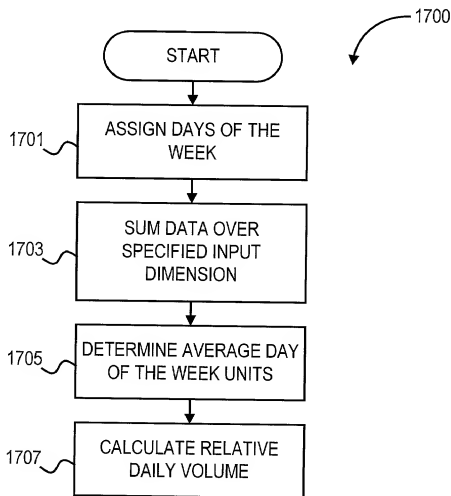 1700
START
1701
ASSIGN DAYS OF THE
WEEK
1703
SUM DATA OVER
SPECIFIED INPUT
DIMENSION
1705
DETERMINE AVERAGE DAY
OF THE WEEK UNITS
1707
CALCULATE RELATIVE
DAILY VOLUME